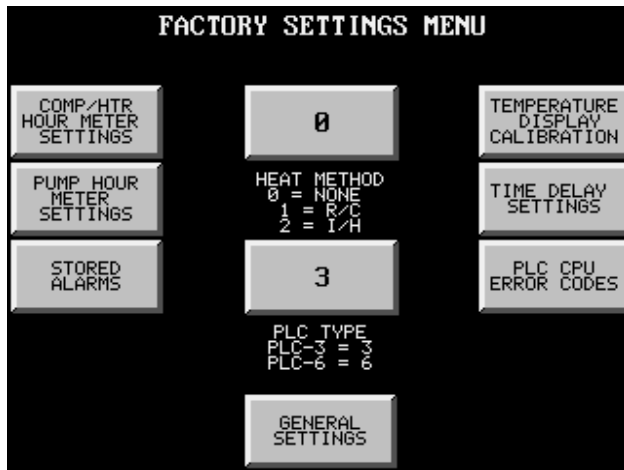 FACTORY SETTINGS MENU
COMP/HTR
HOUR METER
SETTINGS
0
TEMPERATURE
DISPLAY
CALIBRATION
PUMP HOUR
METER
SETTINGS
HEAT METHOD
0 = NONE
1 = R/C
2 = I/H
TIME DELAY
SETTINGS
STORED
ALARMS
3
PLC CPU
ERROR CODES
PLC TYPE
PLC-3 = 3
PLC-6 = 6
GENERAL
SETTINGS